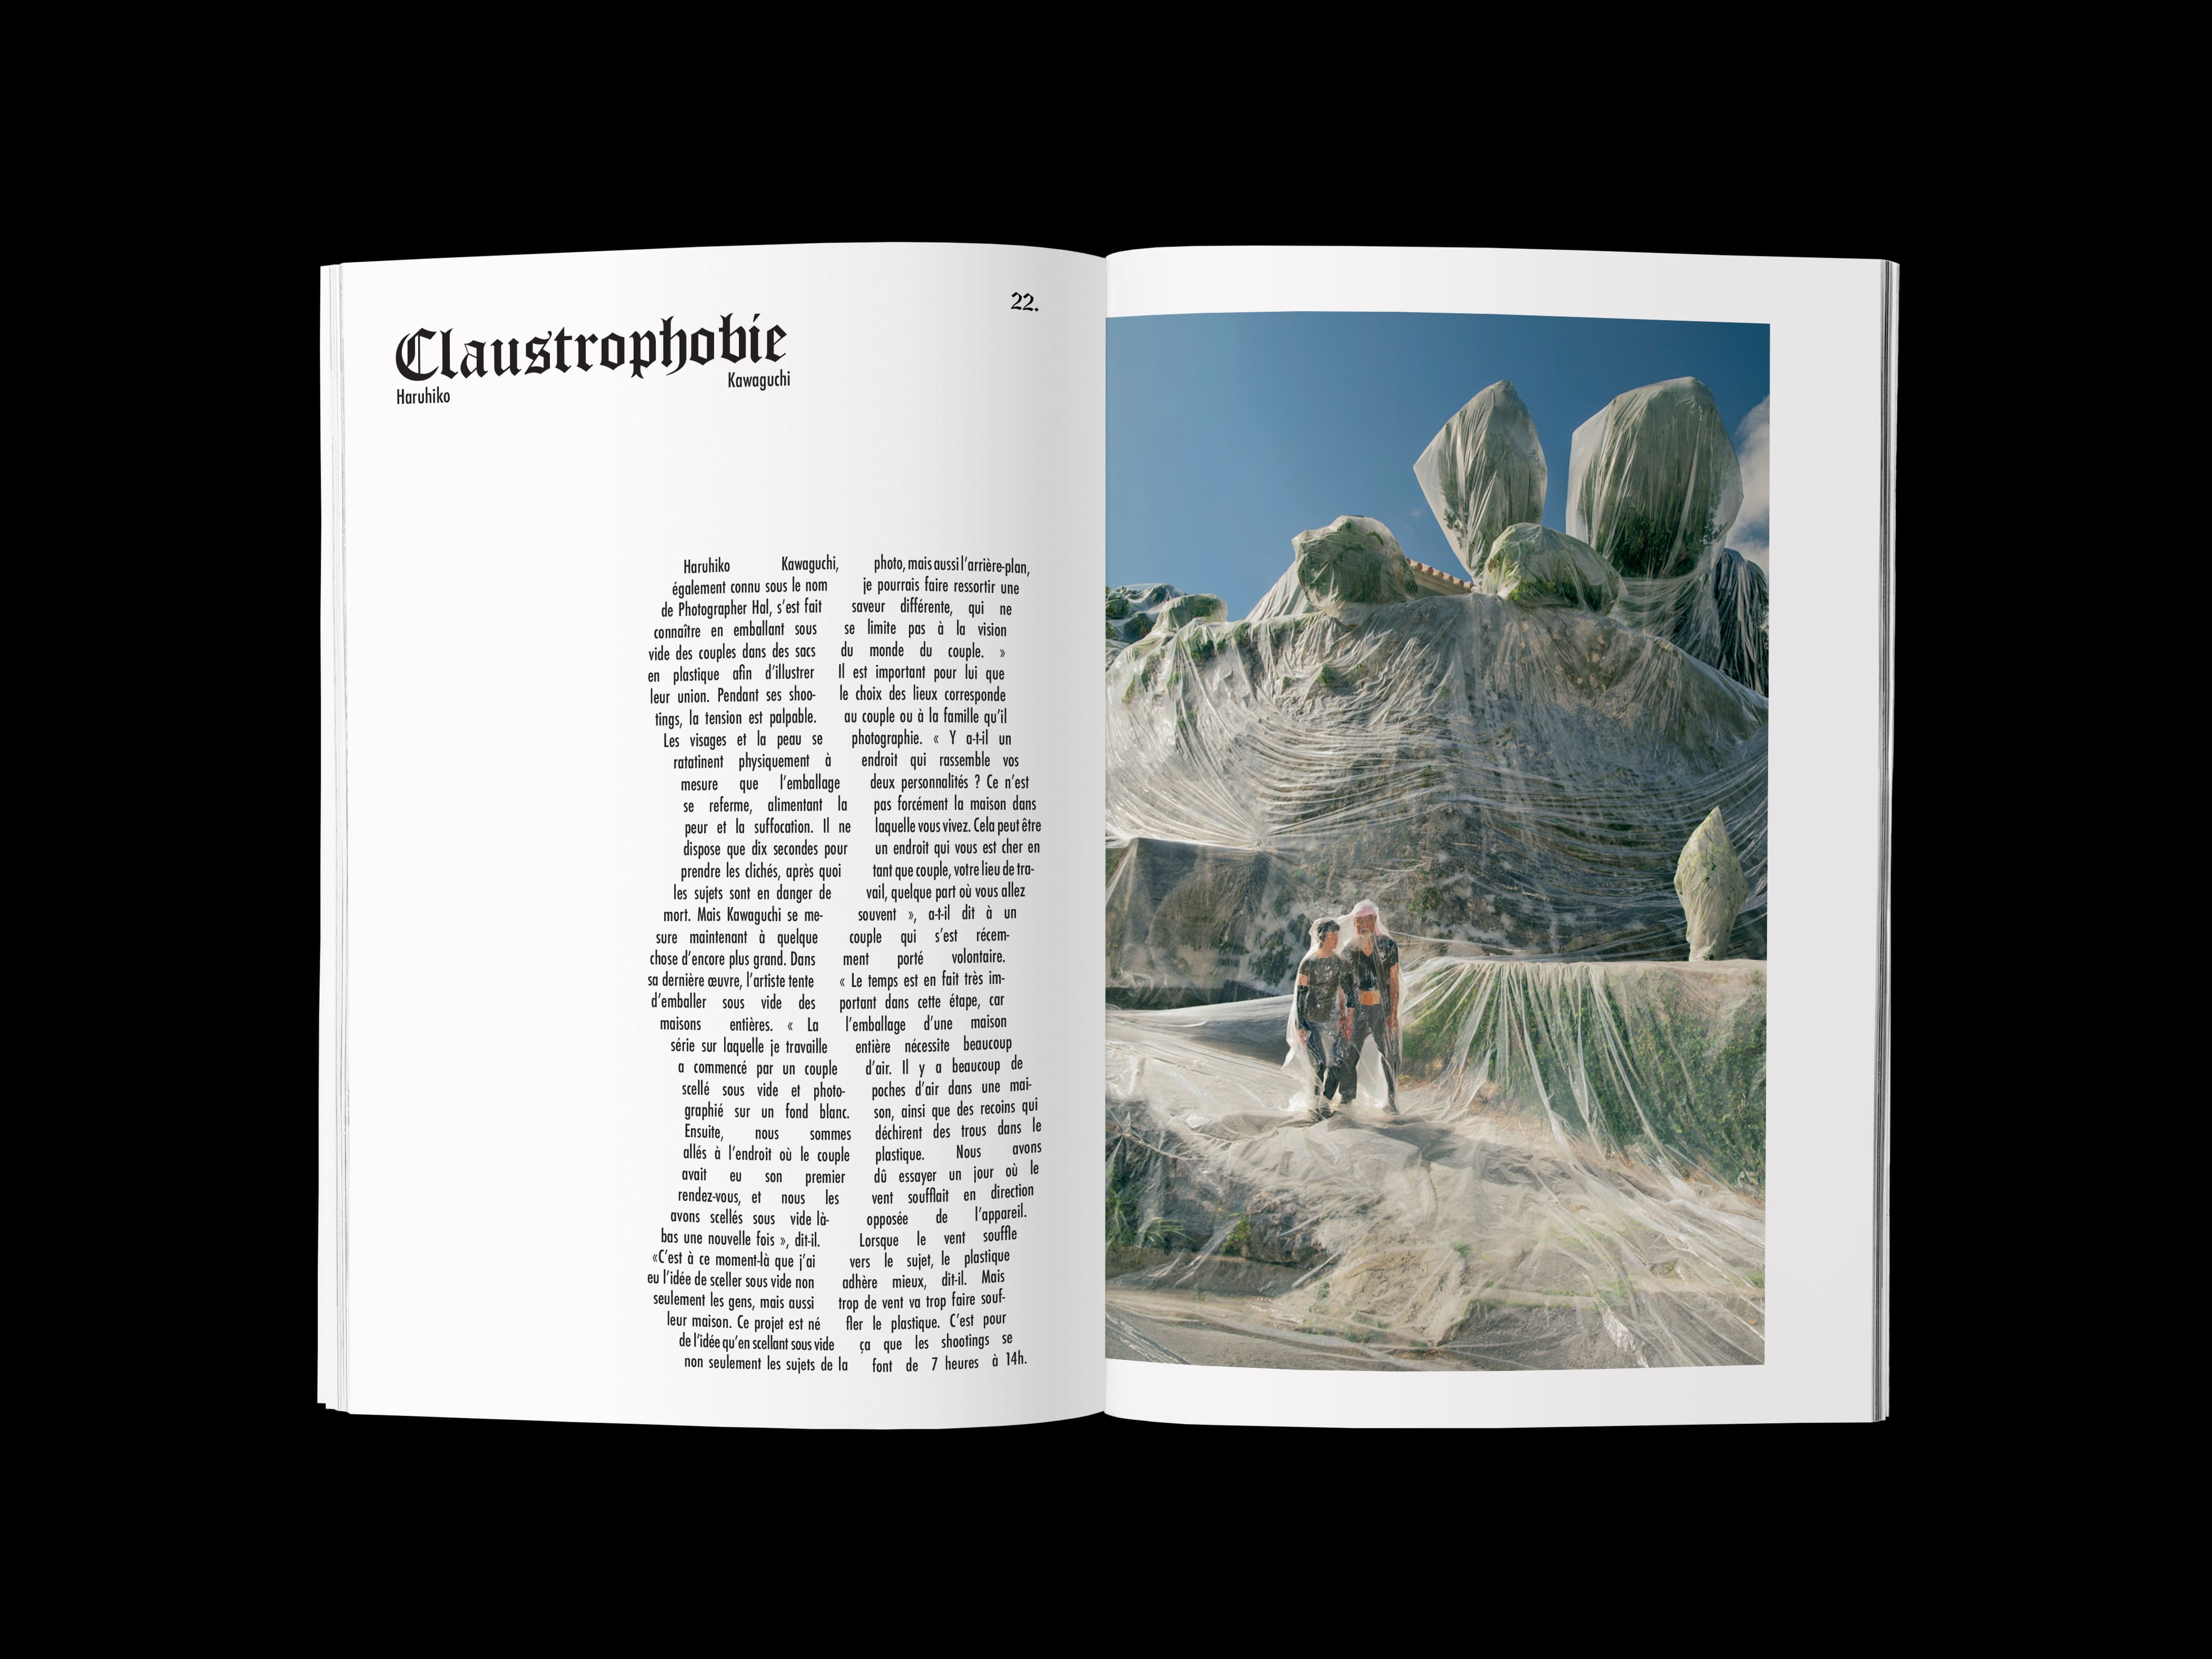 22.
Claustrophobie
Haruhiko
Kawaguchi
Haruhiko Kawaguchi,
également connu sous le nom
de Photographer Hal, s'est fait
connaître en emballant sous
vide des couples dans des sacs
en plastique afin d'illustrer
leur union. Pendant ses shoo-
tings, la tension est palpable.
Les visages et la peau se
ratatinent physiquement à
mesure que l'emballage
se referme, alimentant la
peur et la suffocation. Il ne
dispose que dix secondes pour
prendre les clichés, après quoi
les sujets sont en danger de
mort. Mais Kawaguchi se me-
sure maintenant à quelque
chose d'encore plus grand. Dans
sa dernière œuvre, l'artiste tente
d'emballer sous vide des
maisons entières. « La
série sur laquelle je travaille
a commencé par un couple
scellé sous vide et photo-
graphié sur un fond blanc.
Ensuite, nous sommes
allés à l'endroit où le couple
avait eu son premier
rendez-vous, et nous les
avons scellés sous vide là-
bas une nouvelle fois », dit-il.
«C'est à ce moment-là que j'ai
eu l'idée de sceller sous vide non
seulement les gens, mais aussi
leur maison. Ce projet est né
de l'idée qu'en scellant sous vide
non seulement les sujets de la
photo, mais aussi l'arrière-plan,
je pourrais faire ressortir une
saveur différente, qui ne
se limite pas à la vision
du monde du couple. »
Il est important pour lui que
le choix des lieux corresponde
au couple ou à la famille qu'il
photographie. « Y a-t-il un
endroit qui rassemble vos
deux personnalités ? Ce n'est
pas forcément la maison dans
laquelle vous vivez. Cela peut être
un endroit qui vous est cher en
tant que couple, votre lieu de tra-
vail, quelque part où vous allez
souvent », a-t-il dit à un
couple qui s'est récem-
ment porté volontaire.
« Le temps est en fait très im-
portant dans cette étape, car
l'emballage d'une maison
entière nécessite beaucoup
d'air. Il y a beaucoup de
poches d'air dans une mai-
son, ainsi que des recoins qui
déchirent des trous dans le
plastique. Nous avons
dû essayer un jour où le
vent soufflait en direction
opposée de l'appareil.
Lorsque le vent souffle
vers le sujet, le plastique
adhère mieux, dit-il. Mais
trop de vent va trop faire souf-
fler le plastique. C'est pour
ça que les shootings se
font de 7 heures à 14h.